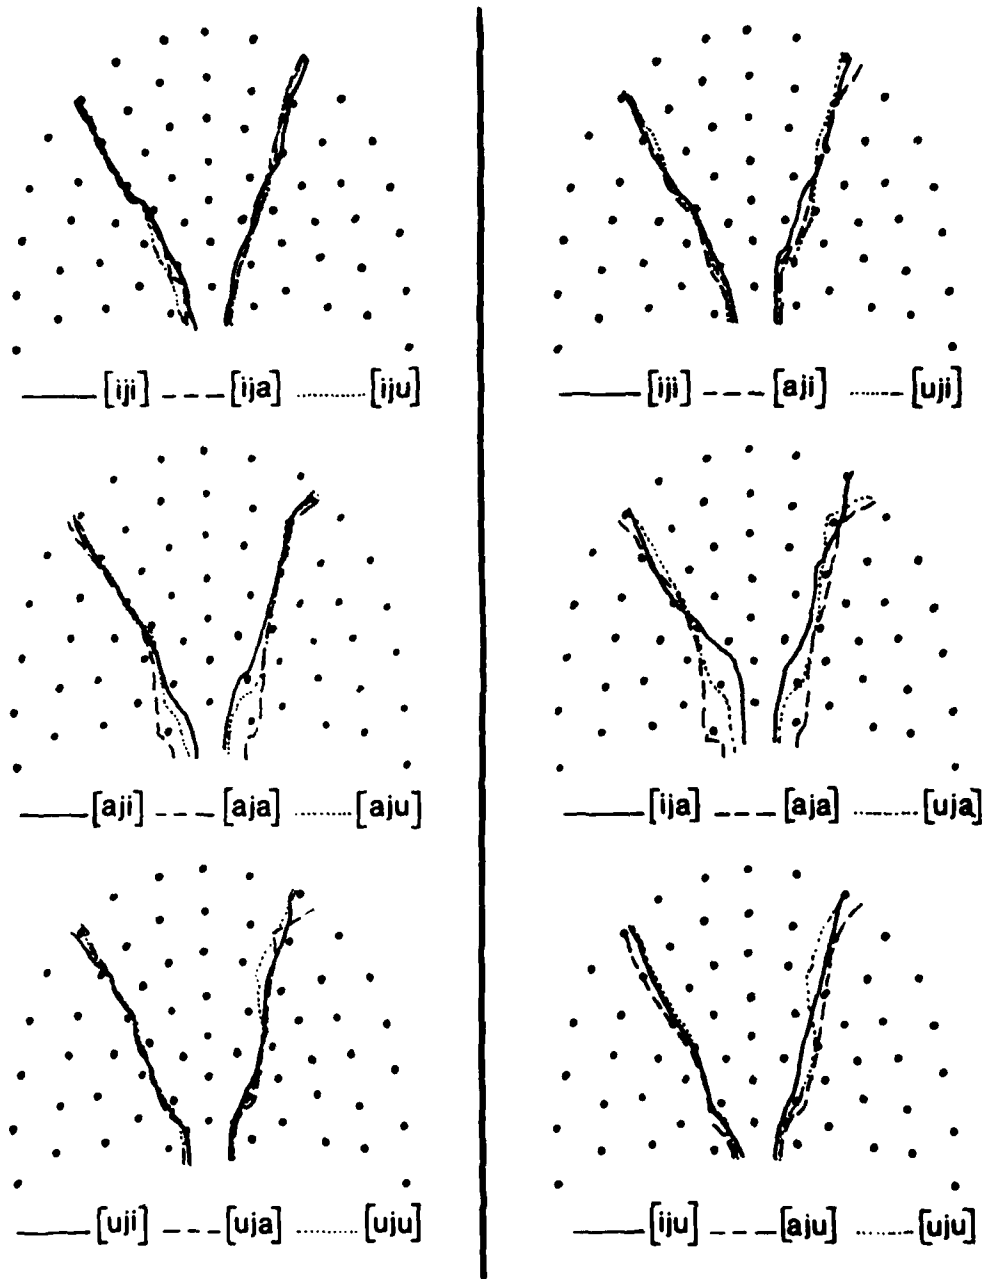 [iji] [ija] [iju]
[iji] [aji] [uji]
[aji] [aja] [aju]
[ija] [aja] [uja]
[uji] [uja] [uju]
[iju] [aju] [uju]